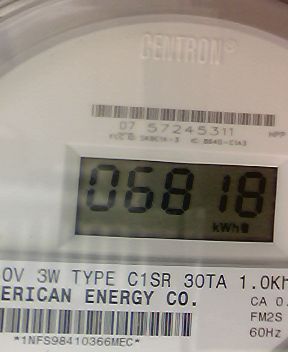 CENTRON®
07 57245311
06818
kWh
0V 3W TYPE C1SR 30TA 1.0Kh
ERICAN ENERGY CO.
CA 0.
FM2S
60Hz
*1NFS98410366MEC*